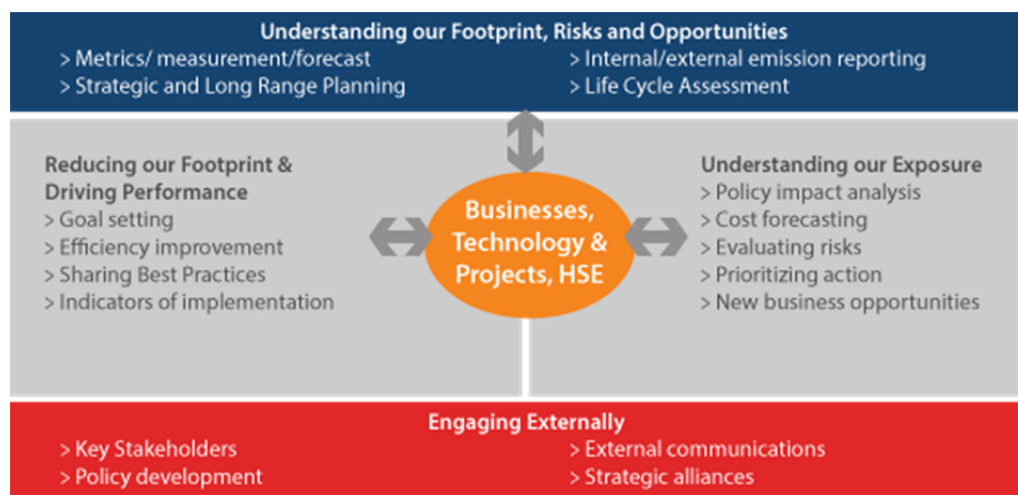 Understanding our Footprint, Risks and Opportunities
> Metrics/ measurement/forecast
> Strategic and Long Range Planning
> Internal/external emission reporting
> Life Cycle Assessment
Reducing our Footprint &
Driving Performance
> Goal setting
> Efficiency improvement
> Sharing Best Practices
> Indicators of implementation
Businesses,
Technology &
Projects, HSE
Understanding our Exposure
> Policy impact analysis
> Cost forecasting
> Evaluating risks
> Prioritizing action
> New business opportunities
Engaging Externally
> Key Stakeholders
> Policy development
> External communications
> Strategic alliances